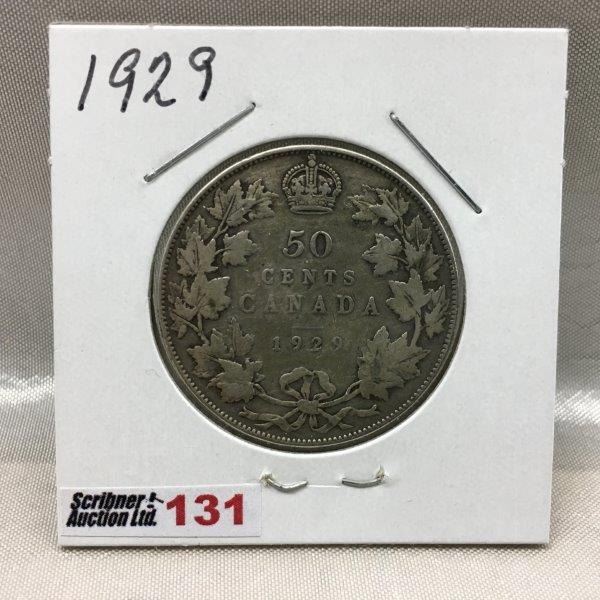 1929
50
CENTS
CANADA
1929
Scribner
Auction Ltd. 131